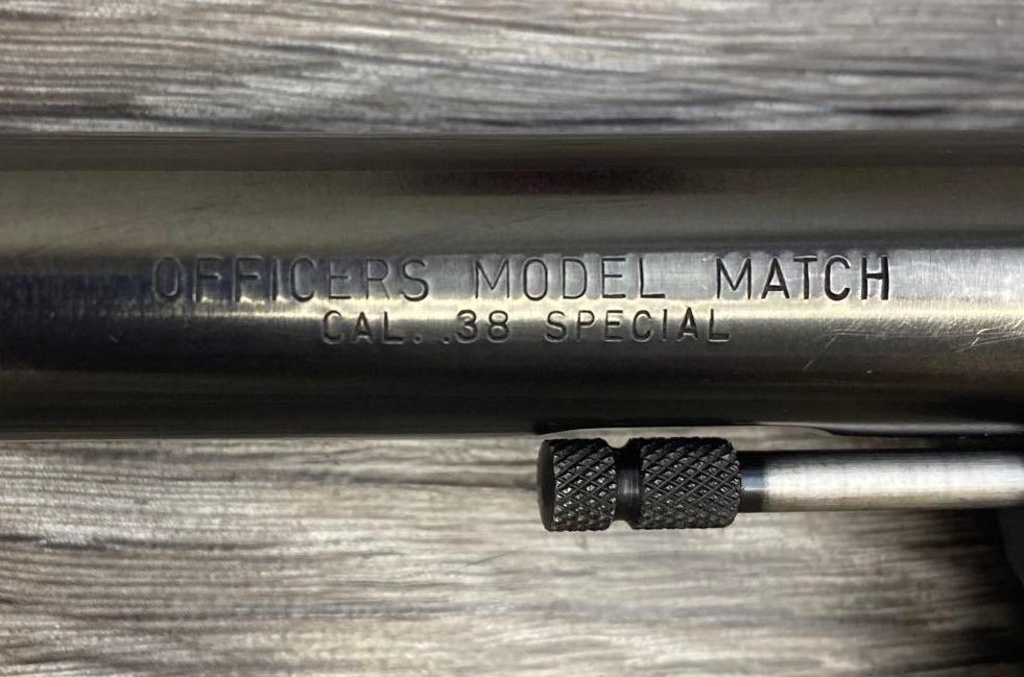 OFFICERS MODEL MATCH
CAL. .38 SPECIAL